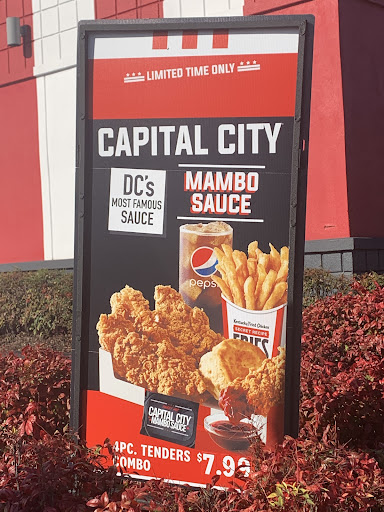 LIMITED TIME ONLY
CAPITAL CITY
DC's
MOST FAMOUS
SAUCE
MAMBO
SAUCE
pepsi
Kentucky Fried Chicken
SECRET RECIPE
FRIES
CAPITAL CITY
MAMBO SAUCE
4PC. TENDERS
COMBO
$7.99